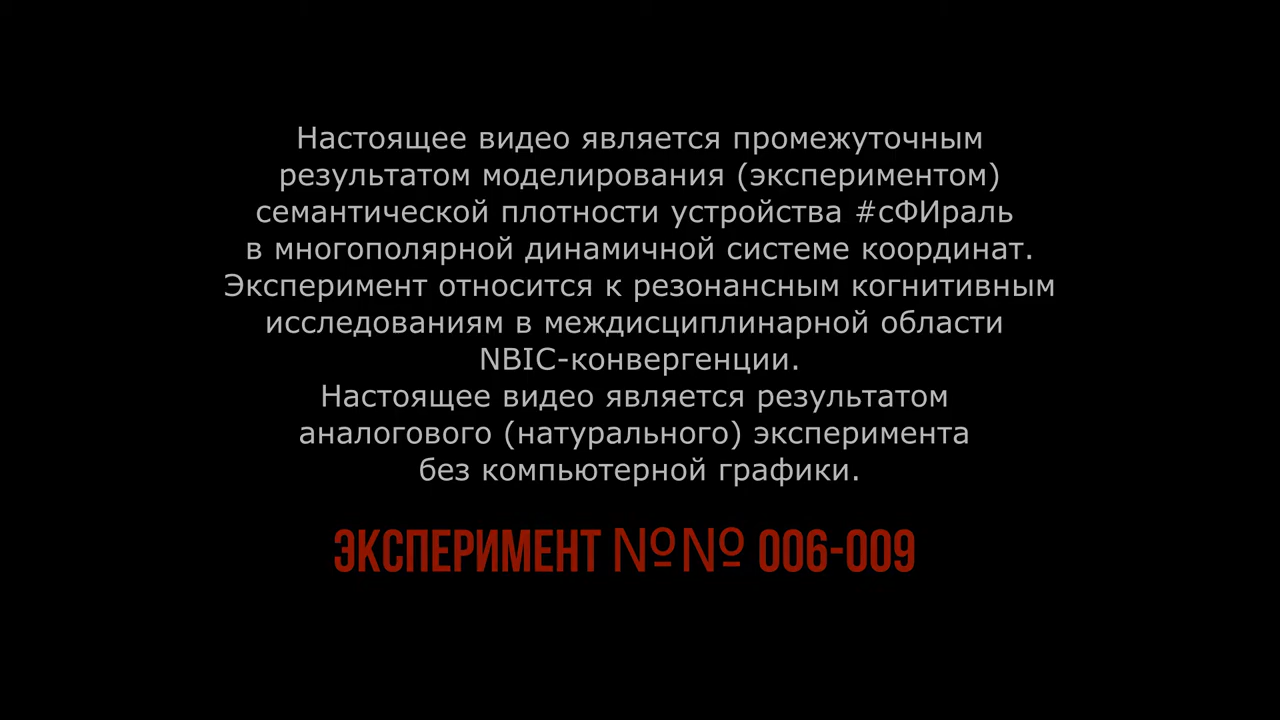 Настоящее видео является промежуточным
результатом моделирования (экспериментом)
семантической плотности устройства #сФИраль
в многополярной динамичной системе координат.
Эксперимент относится к резонансным когнитивным
исследованиям в междисциплинарной области
NBIC-конвергенции.
Настоящее видео является результатом
аналогового (натурального) эксперимента
без компьютерной графики.
ЭКСПЕРИМЕНТ №№ 006-009